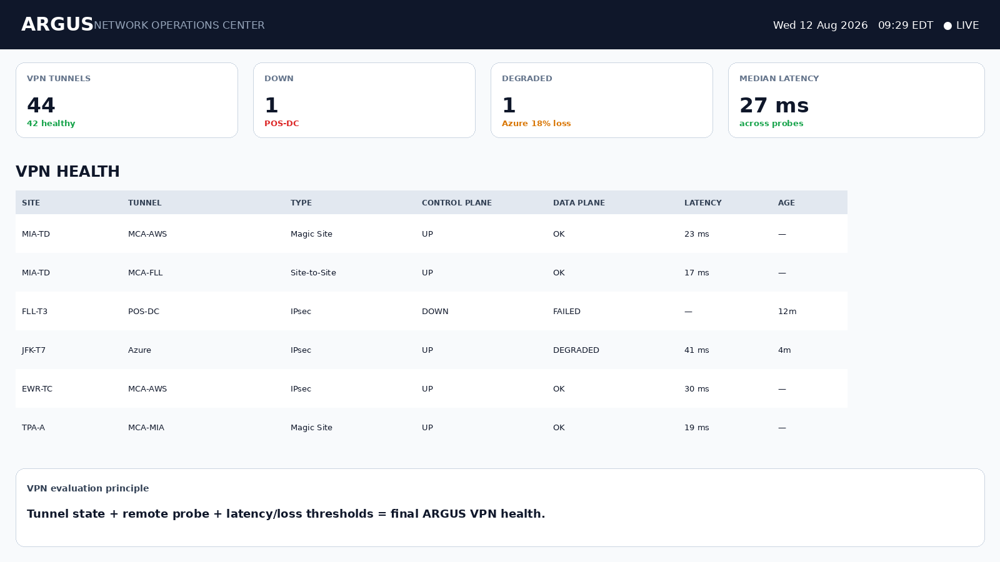 ARGUS NETWORK OPERATIONS CENTER Wed 12 Aug 2026 09:29 EDT ● LIVE
VPN TUNNELS DOWN DEGRADED MEDIAN LATENCY
44 1 1 27 ms
42 healthy POS-DC Azure 18% loss across probes
VPN HEALTH
SITE TUNNEL TYPE CONTROL PLANE DATA PLANE LATENCY AGE
MIA-TD MCA-AWS Magic Site UP OK 23 ms —
MIA-TD MCA-FLL Site-to-Site UP OK 17 ms —
FLL-T3 POS-DC IPsec DOWN FAILED — 12m
JFK-T7 Azure IPsec UP DEGRADED 41 ms 4m
EWR-TC MCA-AWS IPsec UP OK 30 ms —
TPA-A MCA-MIA Magic Site UP OK 19 ms —
VPN evaluation principle
Tunnel state + remote probe + latency/loss thresholds = final ARGUS VPN health.